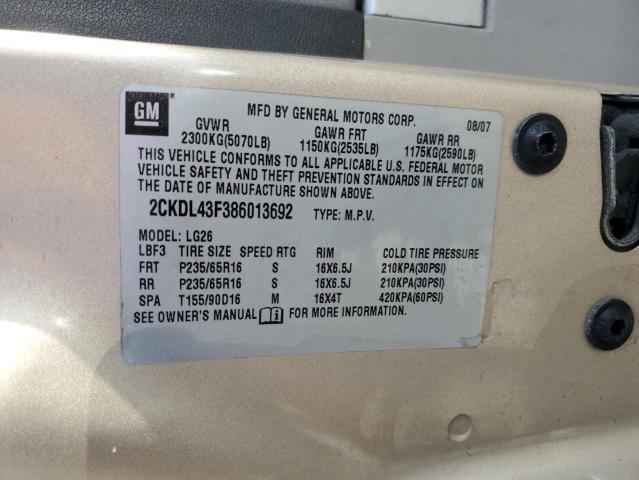 GM
MFD BY GENERAL MOTORS CORP. 08/07
GVWR GAWR FRT GAWR RR
2300KG(5070LB) 1150KG(2535LB) 1175KG(2590LB)
THIS VEHICLE CONFORMS TO ALL APPLICABLE U.S. FEDERAL MOTOR
VEHICLE SAFETY AND THEFT PREVENTION STANDARDS IN EFFECT ON
THE DATE OF MANUFACTURE SHOWN ABOVE.
2CKDL43F386013692 TYPE: M.P.V.
MODEL: LG26
LBF3 TIRE SIZE SPEED RTG RIM COLD TIRE PRESSURE
FRT P235/65R16 S 16X6.5J 210KPA(30PSI)
RR P235/65R16 S 16X6.5J 210KPA(30PSI)
SPA T155/90D16 M 16X4T 420KPA(60PSI)
SEE OWNER'S MANUAL FOR MORE INFORMATION.